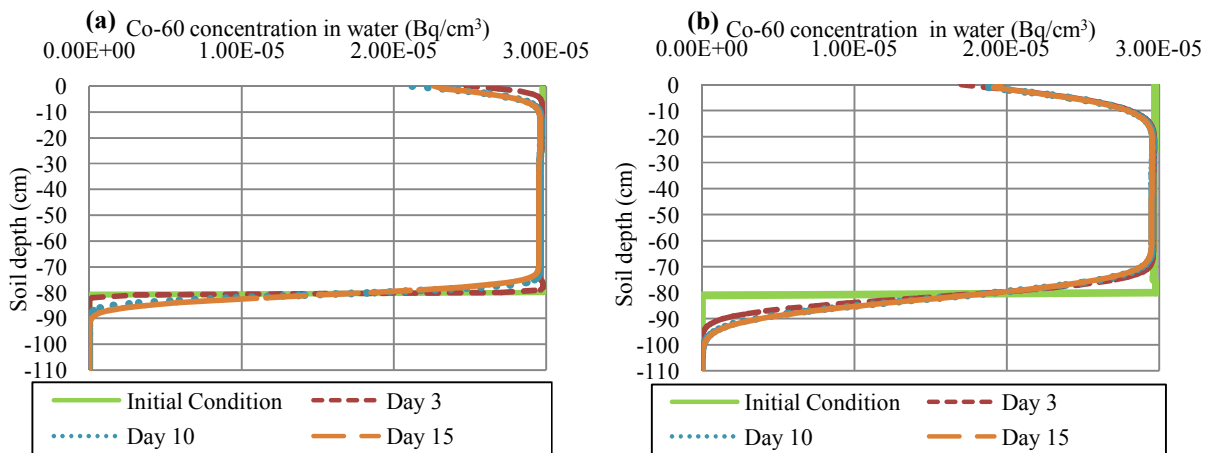 (a)
Co-60 concentration in water (Bq/cm³)
0.00E+00 1.00E-05 2.00E-05 3.00E-05
0
-10
-20
-30
-40
-50
-60
-70
-80
-90
-100
-110
Soil depth (cm)
Initial Condition Day 3
Day 10 Day 15
(b)
Co-60 concentration in water (Bq/cm³)
0.00E+00 1.00E-05 2.00E-05 3.00E-05
0
-10
-20
-30
-40
-50
-60
-70
-80
-90
-100
-110
Soil depth (cm)
Initial Condition Day 3
Day 10 Day 15